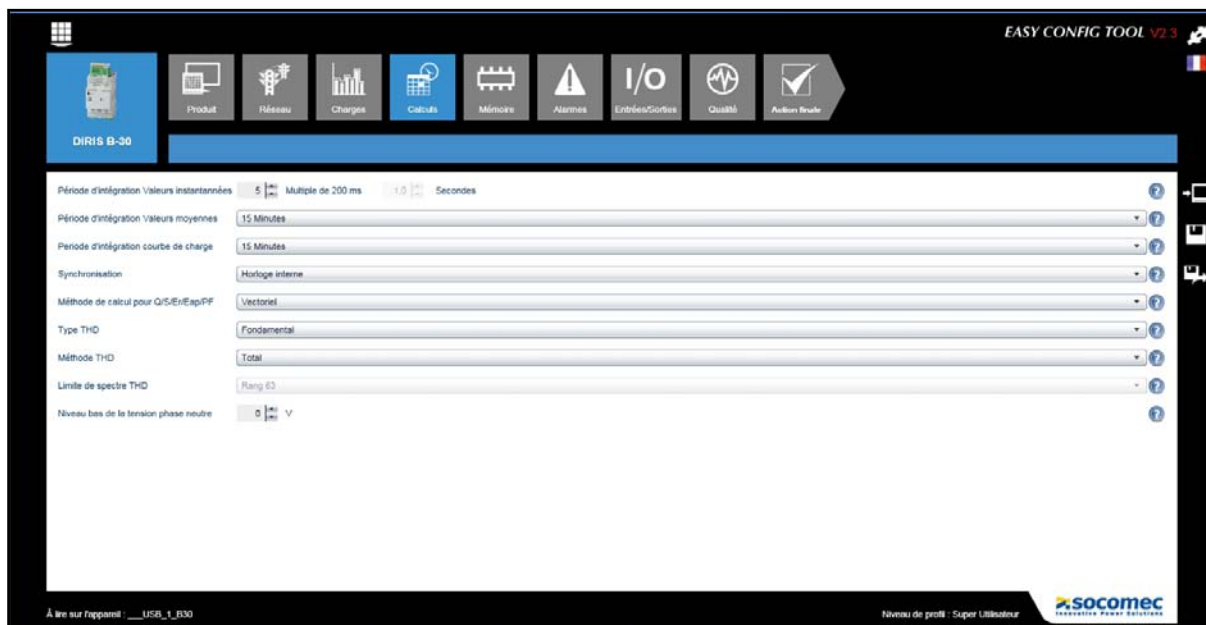 EASY CONFIG TOOL V2.3
Produit
Réseau
Charges
Calculs
Mémoire
Alarmes
I/O
Entrées/Sorties
Qualité
Action finale
DIRIS B-30
Période d'intégration Valeurs instantannées 5 Multiple de 200 ms 1,0 Secondes
Période d'intégration Valeurs moyennes 15 Minutes
Periode d'intégration courbe de charge 15 Minutes
Synchronisation Horloge interne
Méthode de calcul pour Q/S/Er/Eap/PF Vectoriel
Type THD Fondamental
Méthode THD Total
Limite de spectre THD Rang 63
Niveau bas de la tension phase neutre 0 V
À lire sur l'appareil : ___USB_1_B30
Niveau de profil : Super Utilisateur
socomec
Innovative Power Solutions